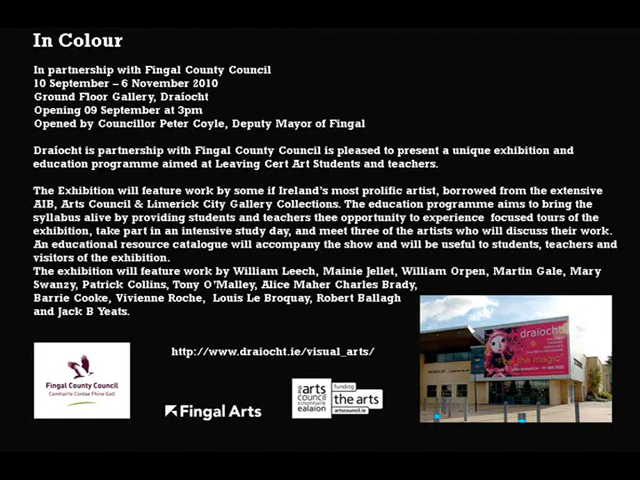 In Colour
In partnership with Fingal County Council
10 September – 6 November 2010
Ground Floor Gallery, Draíocht
Opening 09 September at 3pm
Opened by Councillor Peter Coyle, Deputy Mayor of Fingal
Draíocht is partnership with Fingal County Council is pleased to present a unique exhibition and
education programme aimed at Leaving Cert Art Students and teachers.
The Exhibition will feature work by some if Ireland's most prolific artist, borrowed from the extensive
AIB, Arts Council & Limerick City Gallery Collections. The education programme aims to bring the
syllabus alive by providing students and teachers thee opportunity to experience focused tours of the
exhibition, take part in an intensive study day, and meet three of the artists who will discuss their work.
An educational resource catalogue will accompany the show and will be useful to students, teachers and
visitors of the exhibition.
The exhibition will feature work by William Leech, Mainie Jellet, William Orpen, Martin Gale, Mary
Swanzy, Patrick Collins, Tony O'Malley, Alice Maher Charles Brady,
Barrie Cooke, Vivienne Roche, Louis Le Broquay, Robert Ballagh
and Jack B Yeats.
http://www.draiocht.ie/visual_arts/
Fingal County Council
Comhairle Contae Fhine Gall
Fingal Arts
the arts
council
ealaíon
funding
the arts
artscouncil.ie
draíocht
"Feel the magic"